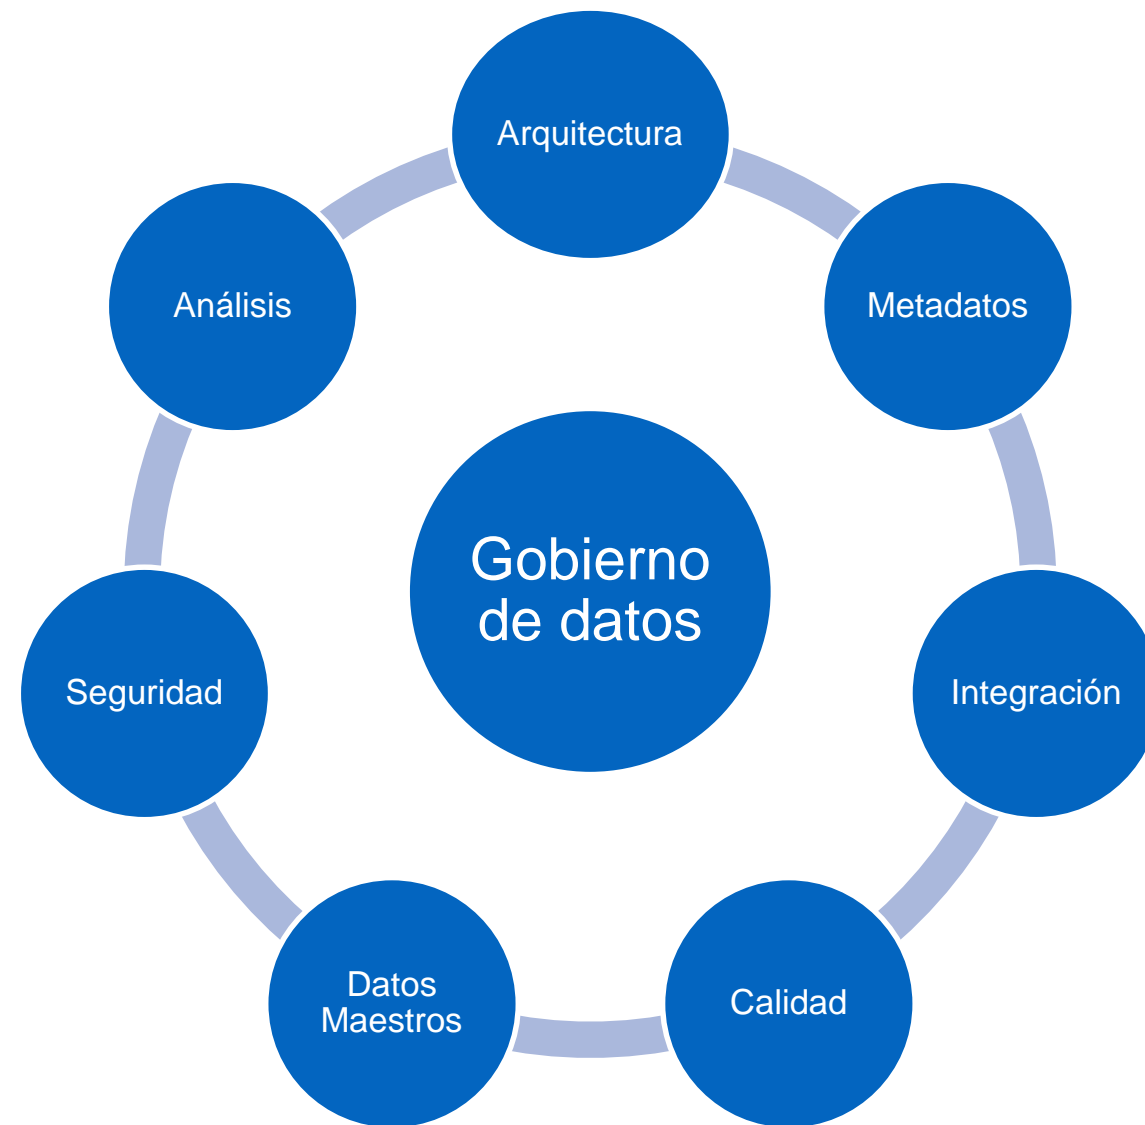 Arquitectura
Análisis
Metadatos
Gobierno
de datos
Seguridad
Integración
Datos
Maestros
Calidad